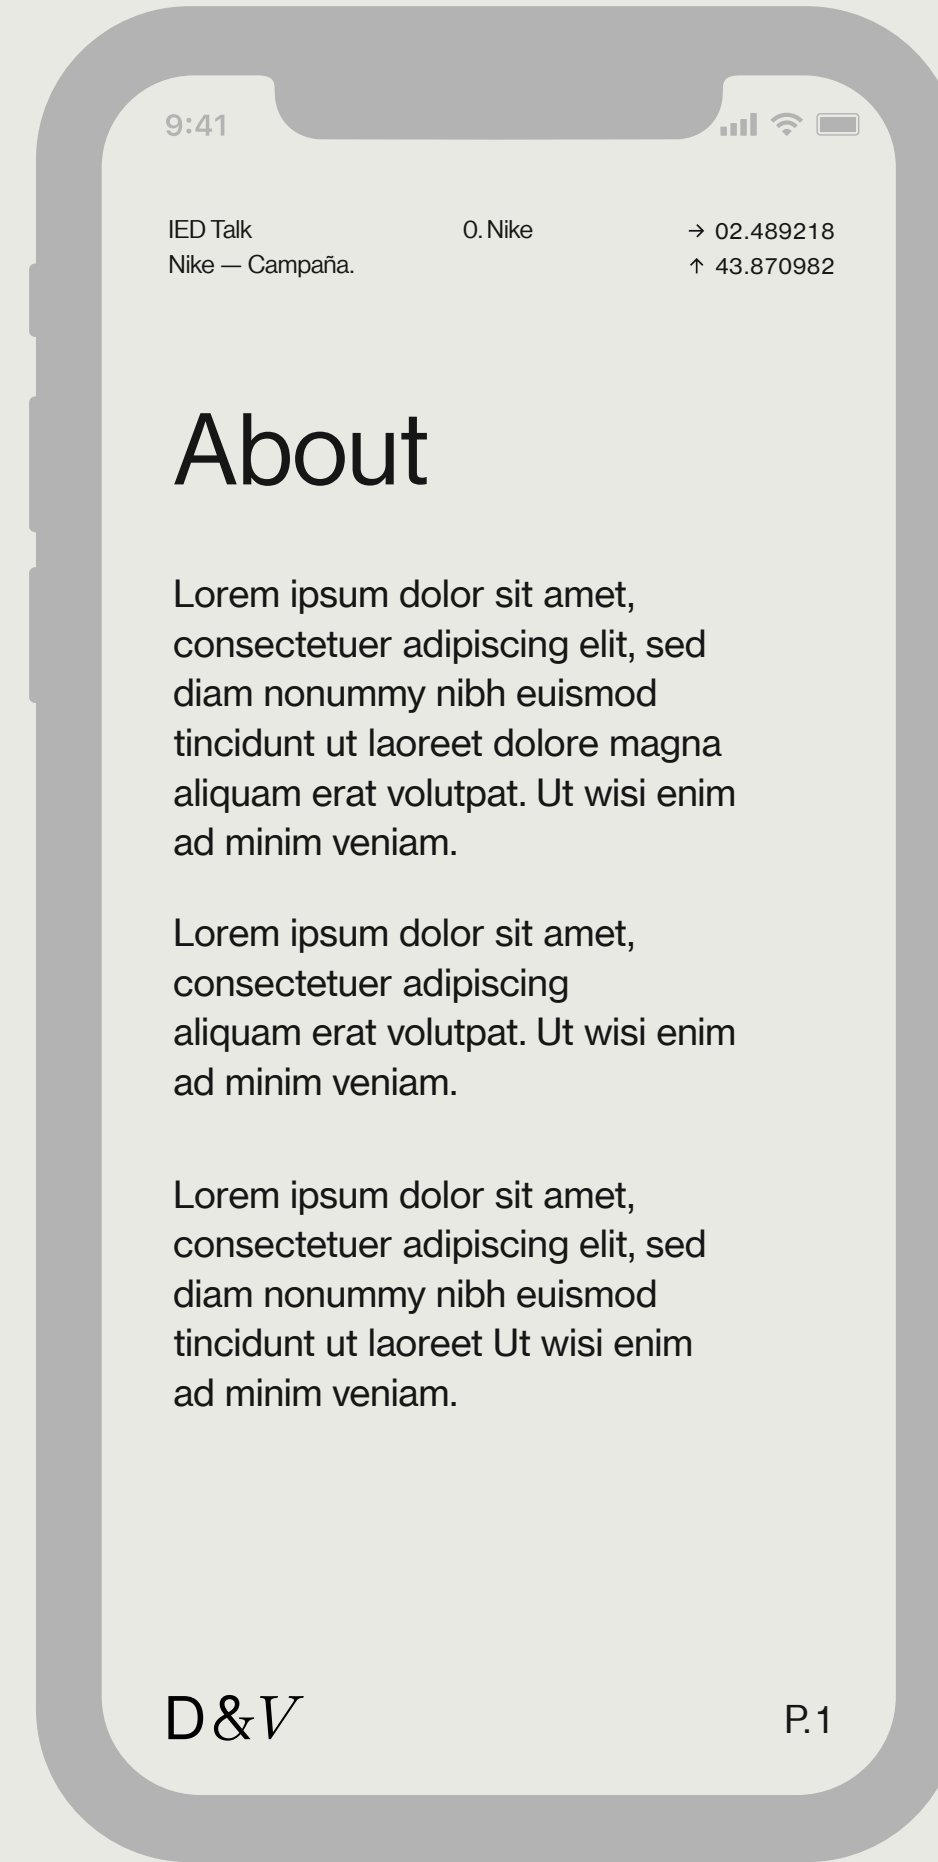 9:41
IED Talk
Nike — Campaña.
0. Nike
→ 02.489218
↑ 43.870982
About
Lorem ipsum dolor sit amet,
consectetuer adipiscing elit, sed
diam nonummy nibh euismod
tincidunt ut laoreet dolore magna
aliquam erat volutpat. Ut wisi enim
ad minim veniam.
Lorem ipsum dolor sit amet,
consectetuer adipiscing
aliquam erat volutpat. Ut wisi enim
ad minim veniam.
Lorem ipsum dolor sit amet,
consectetuer adipiscing elit, sed
diam nonummy nibh euismod
tincidunt ut laoreet Ut wisi enim
ad minim veniam.
D&V
P.1